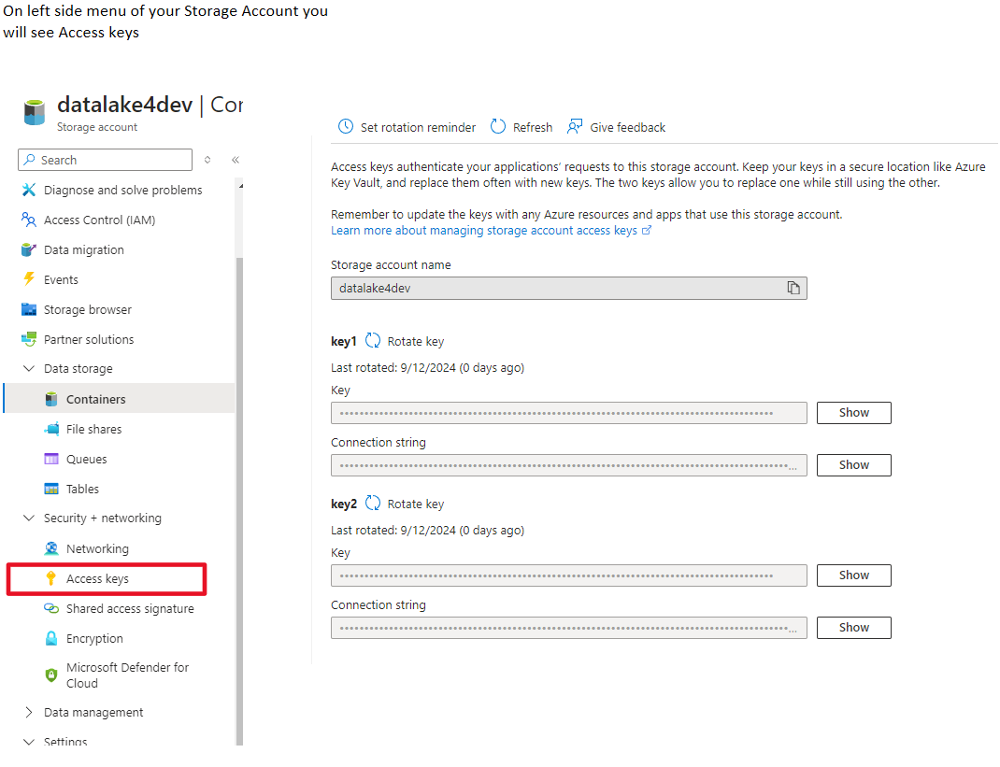 On left side menu of your Storage Account you
will see Access keys
datalake4dev | Cor
Storage account
Search
Diagnose and solve problems
Access Control (IAM)
Data migration
Events
Storage browser
Partner solutions
Data storage
Containers
File shares
Queues
Tables
Security + networking
Networking
Access keys
Shared access signature
Encryption
Microsoft Defender for
Cloud
Data management
Settings
Set rotation reminder
Refresh
Give feedback
Access keys authenticate your applications' requests to this storage account. Keep your keys in a secure location like Azure
Key Vault, and replace them often with new keys. The two keys allow you to replace one while still using the other.
Remember to update the keys with any Azure resources and apps that use this storage account.
Learn more about managing storage account access keys
Storage account name
datalake4dev
key1 Rotate key
Last rotated: 9/12/2024 (0 days ago)
Key
Show
Connection string
Show
key2 Rotate key
Last rotated: 9/12/2024 (0 days ago)
Key
Show
Connection string
Show